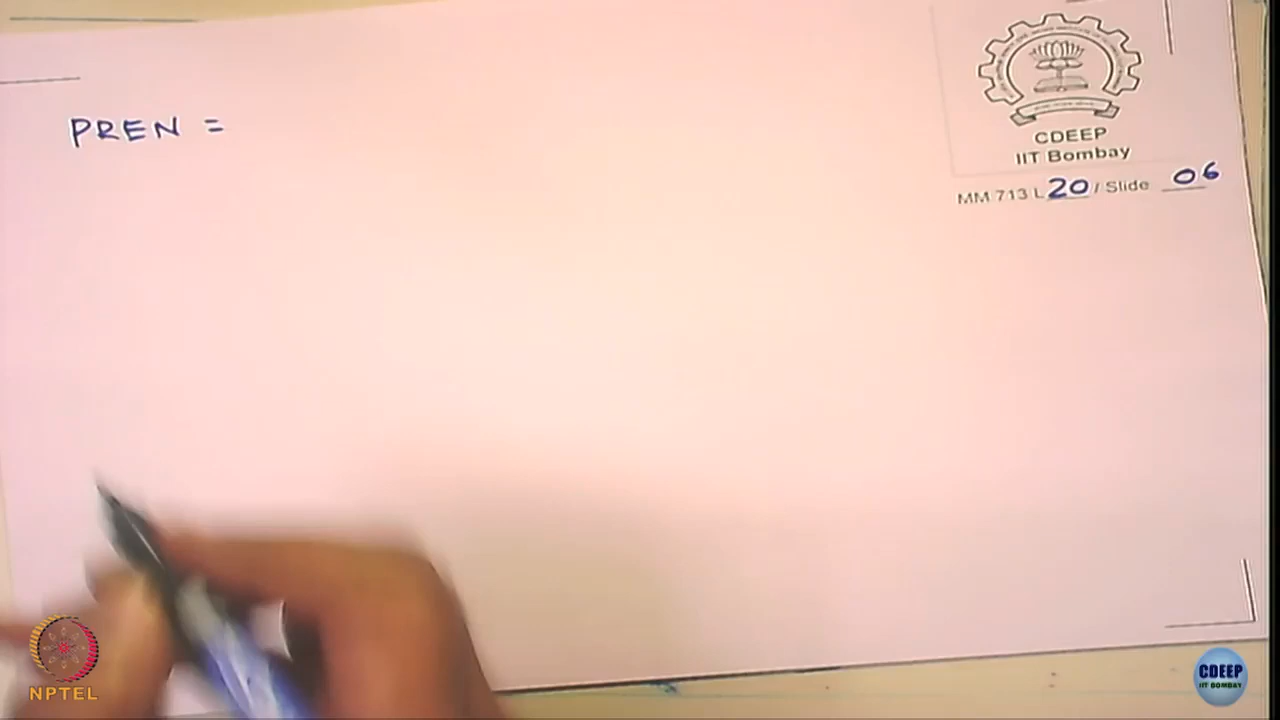 PREN =
CDEEP
IIT Bombay
MM 713 L 20 / Slide 06
NPTEL
CDEEP
IIT BOMBAY